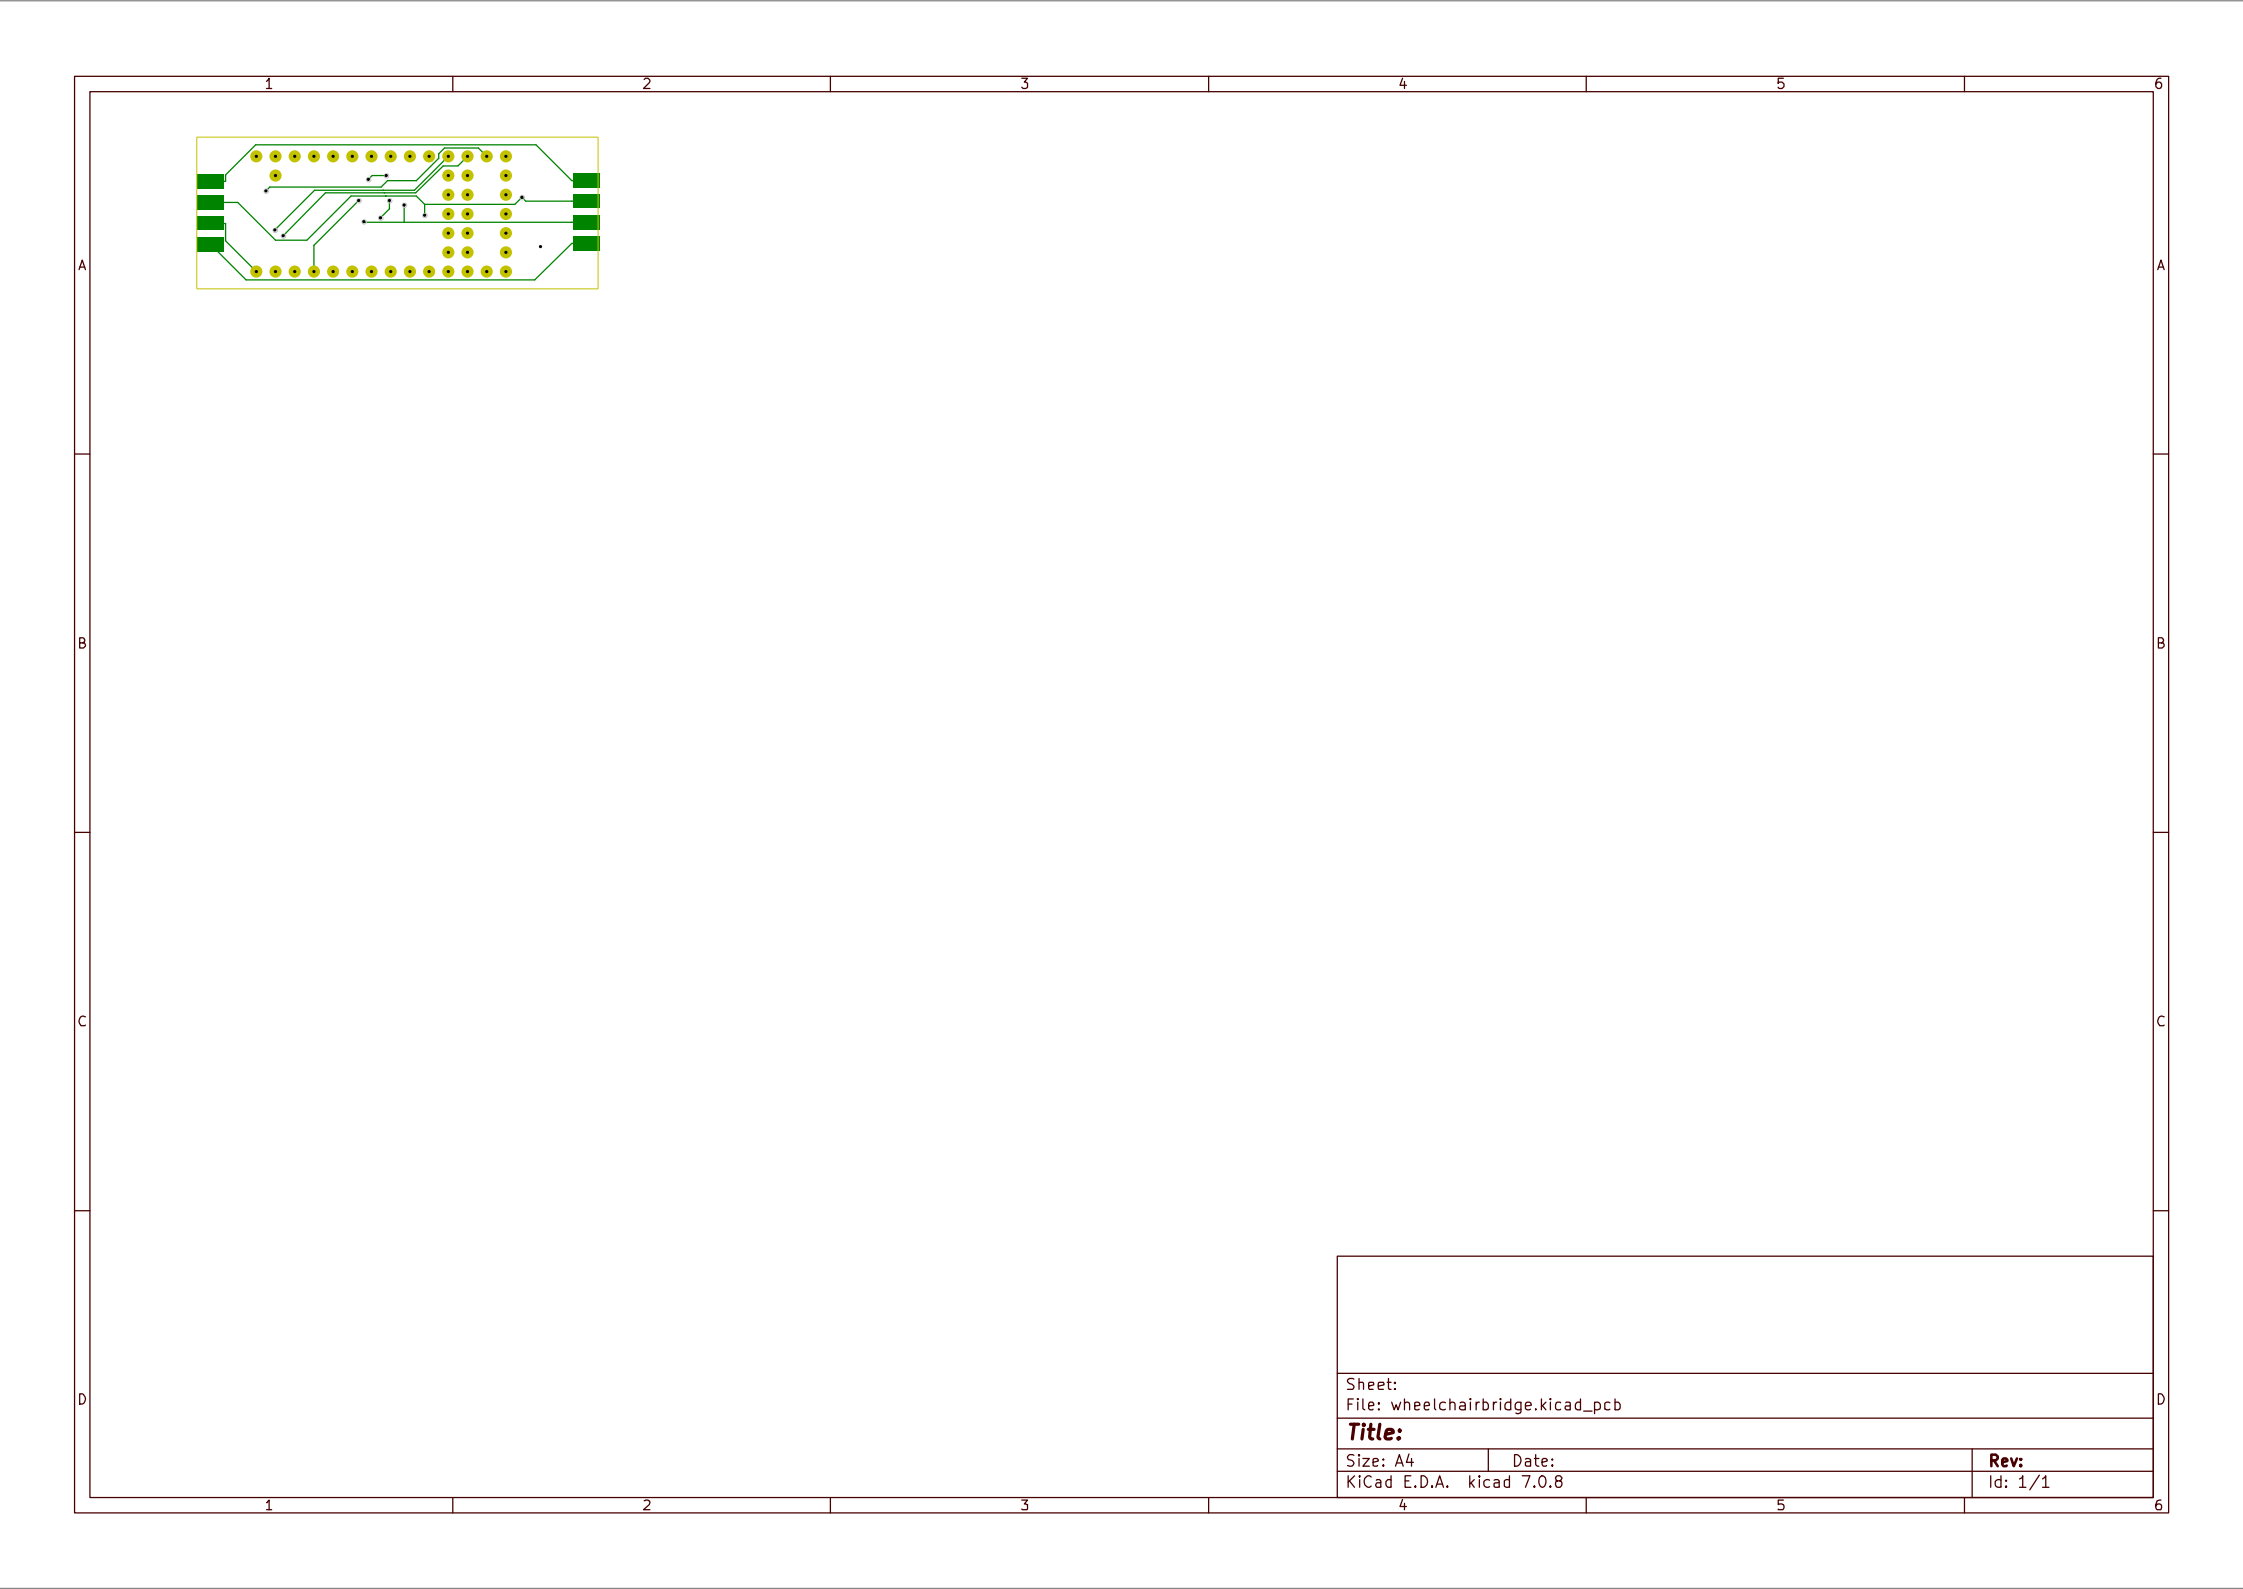 1 2 3 4 5 6
A A
B B
C C
Sheet:
D D
File: wheelchairbridge.kicad_pcb
Title:
Size: A4 Date: Rev:
KiCad E.D.A. kicad 7.0.8 Id: 1/1
1 2 3 4 5 6